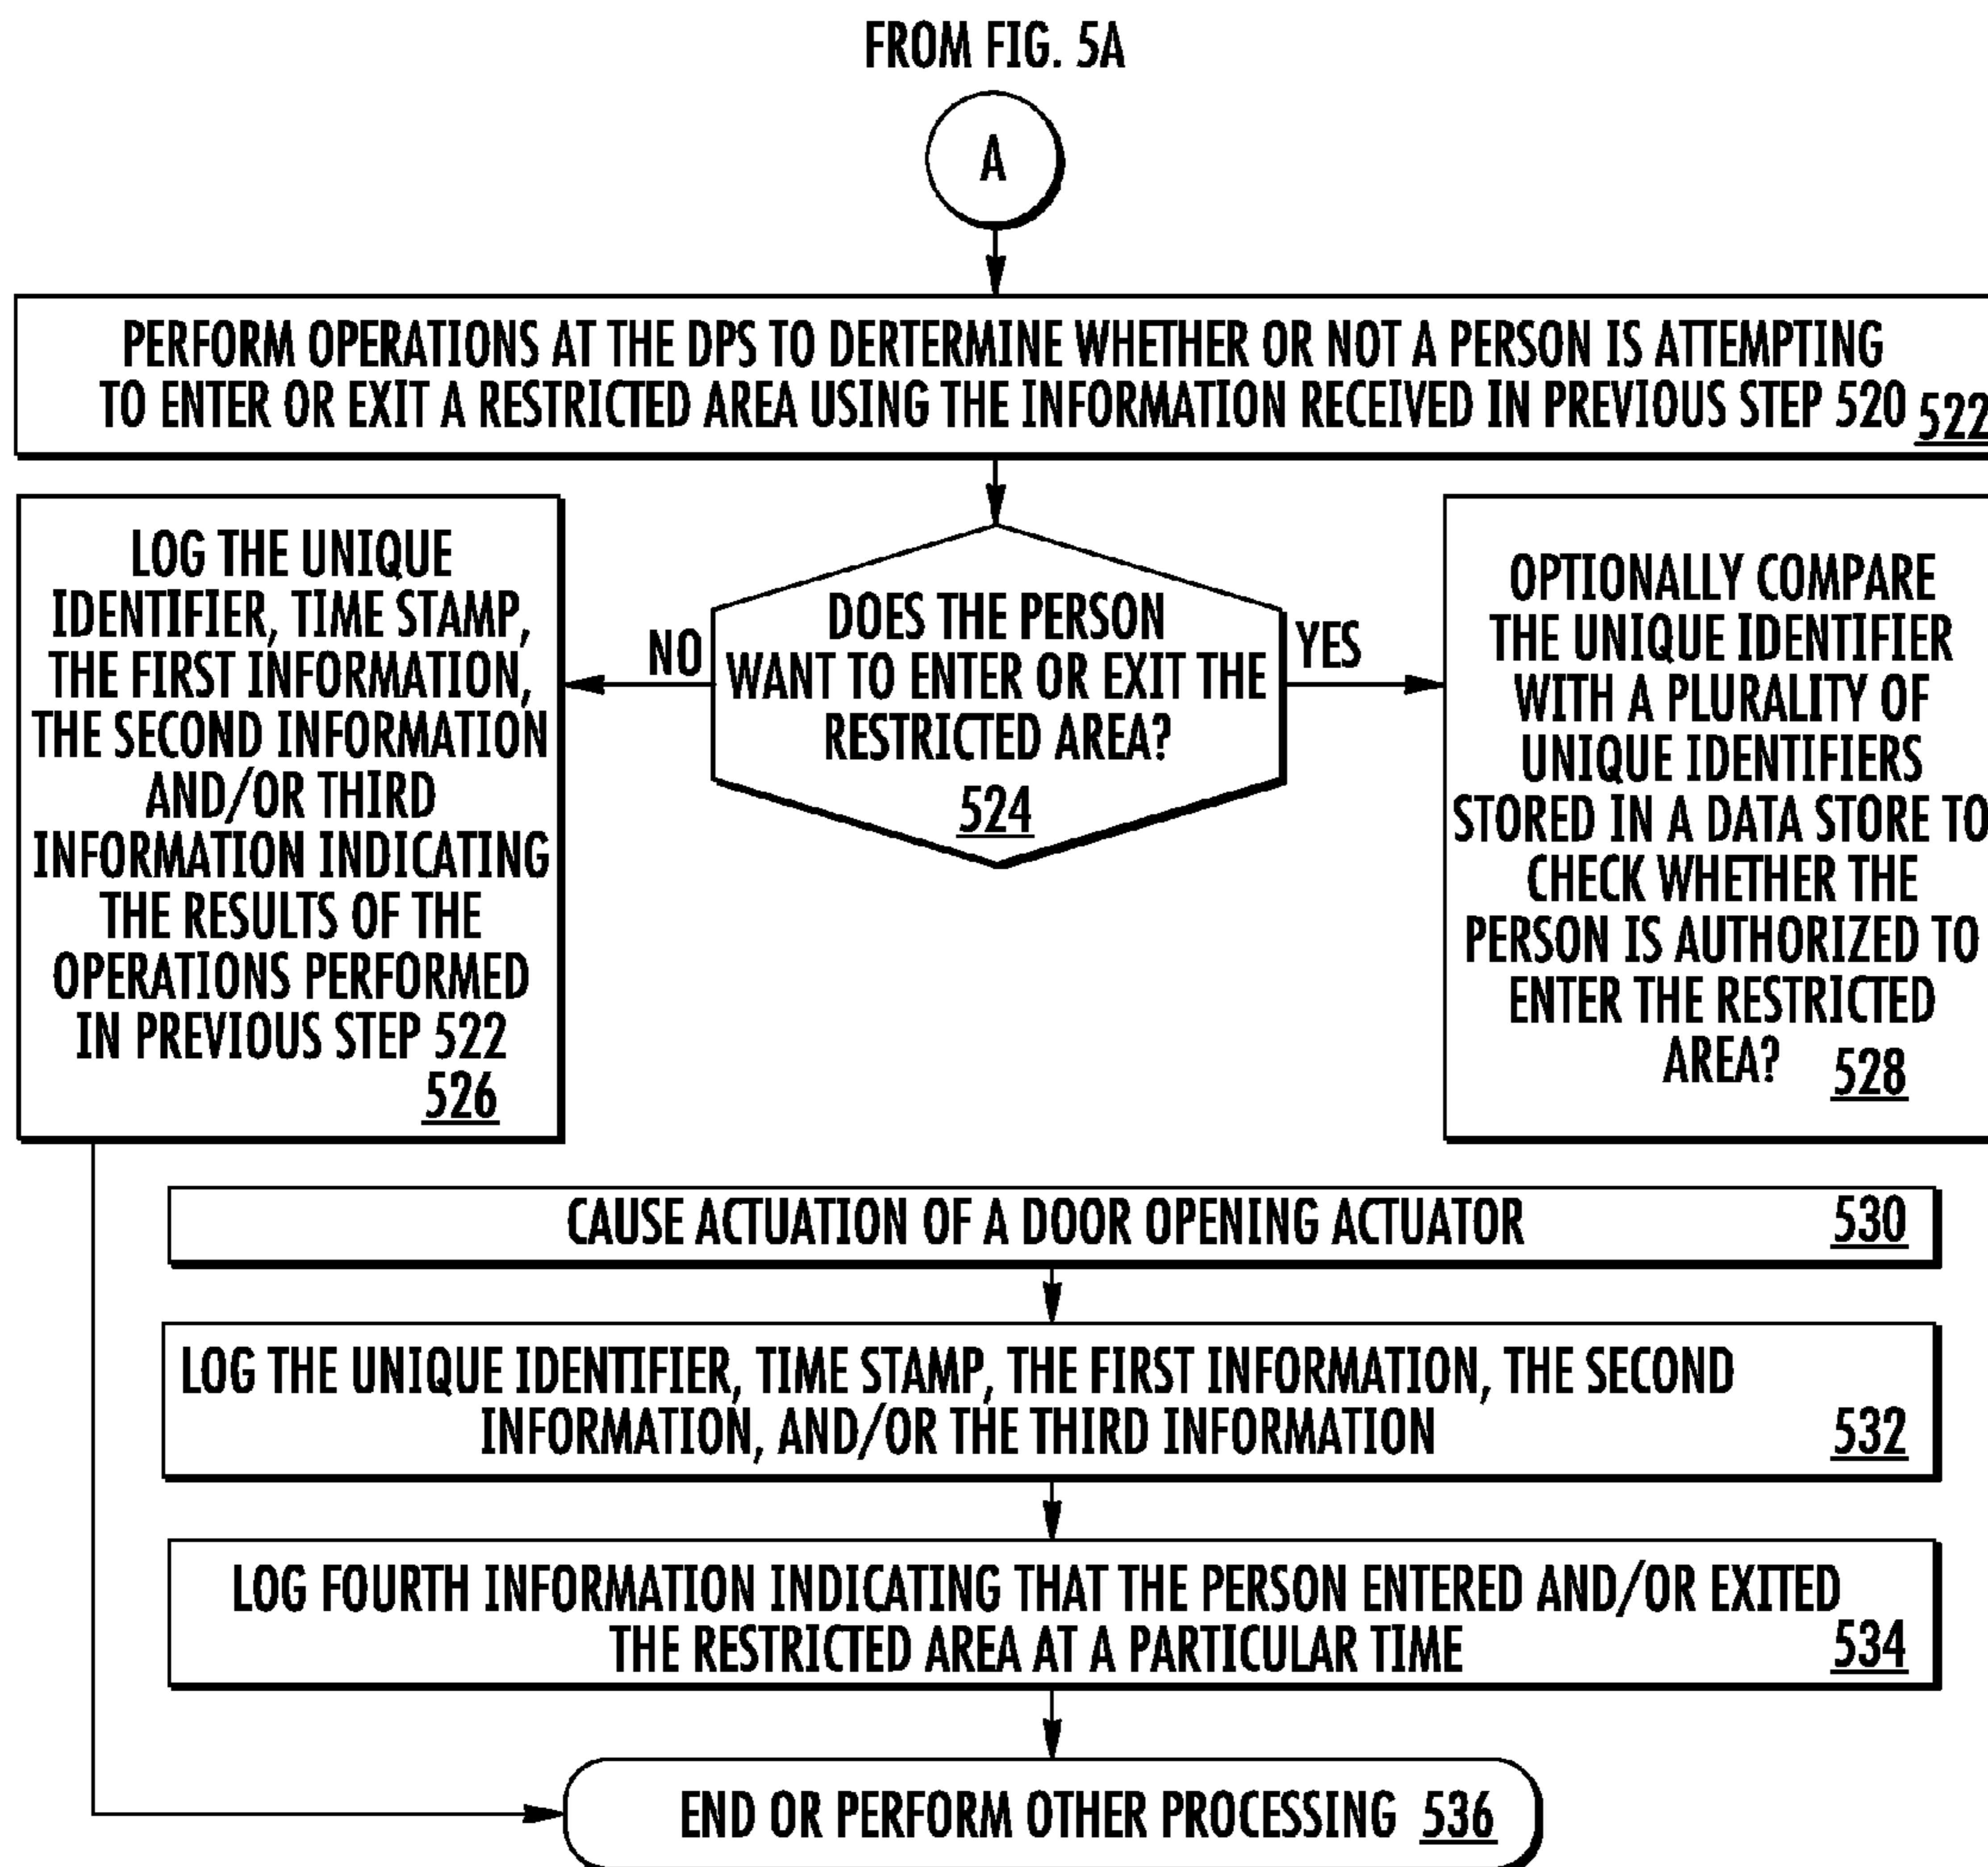 FROM FIG. 5A
A
PERFORM OPERATIONS AT THE DPS TO DERTERMINE WHETHER OR NOT A PERSON IS ATTEMPTING
TO ENTER OR EXIT A RESTRICTED AREA USING THE INFORMATION RECEIVED IN PREVIOUS STEP 520 522
LOG THE UNIQUE
IDENTIFIER, TIME STAMP,
THE FIRST INFORMATION,
THE SECOND INFORMATION
AND/OR THIRD
INFORMATION INDICATING
THE RESULTS OF THE
OPERATIONS PERFORMED
IN PREVIOUS STEP 522
526
NO
DOES THE PERSON
WANT TO ENTER OR EXIT THE
RESTRICTED AREA?
524
YES
OPTIONALLY COMPARE
THE UNIQUE IDENTIFIER
WITH A PLURALITY OF
UNIQUE IDENTIFIERS
STORED IN A DATA STORE TO
CHECK WHETHER THE
PERSON IS AUTHORIZED TO
ENTER THE RESTRICTED
AREA? 528
CAUSE ACTUATION OF A DOOR OPENING ACTUATOR 530
LOG THE UNIQUE IDENTIFIER, TIME STAMP, THE FIRST INFORMATION, THE SECOND
INFORMATION, AND/OR THE THIRD INFORMATION 532
LOG FOURTH INFORMATION INDICATING THAT THE PERSON ENTERED AND/OR EXITED
THE RESTRICTED AREA AT A PARTICULAR TIME 534
END OR PERFORM OTHER PROCESSING 536